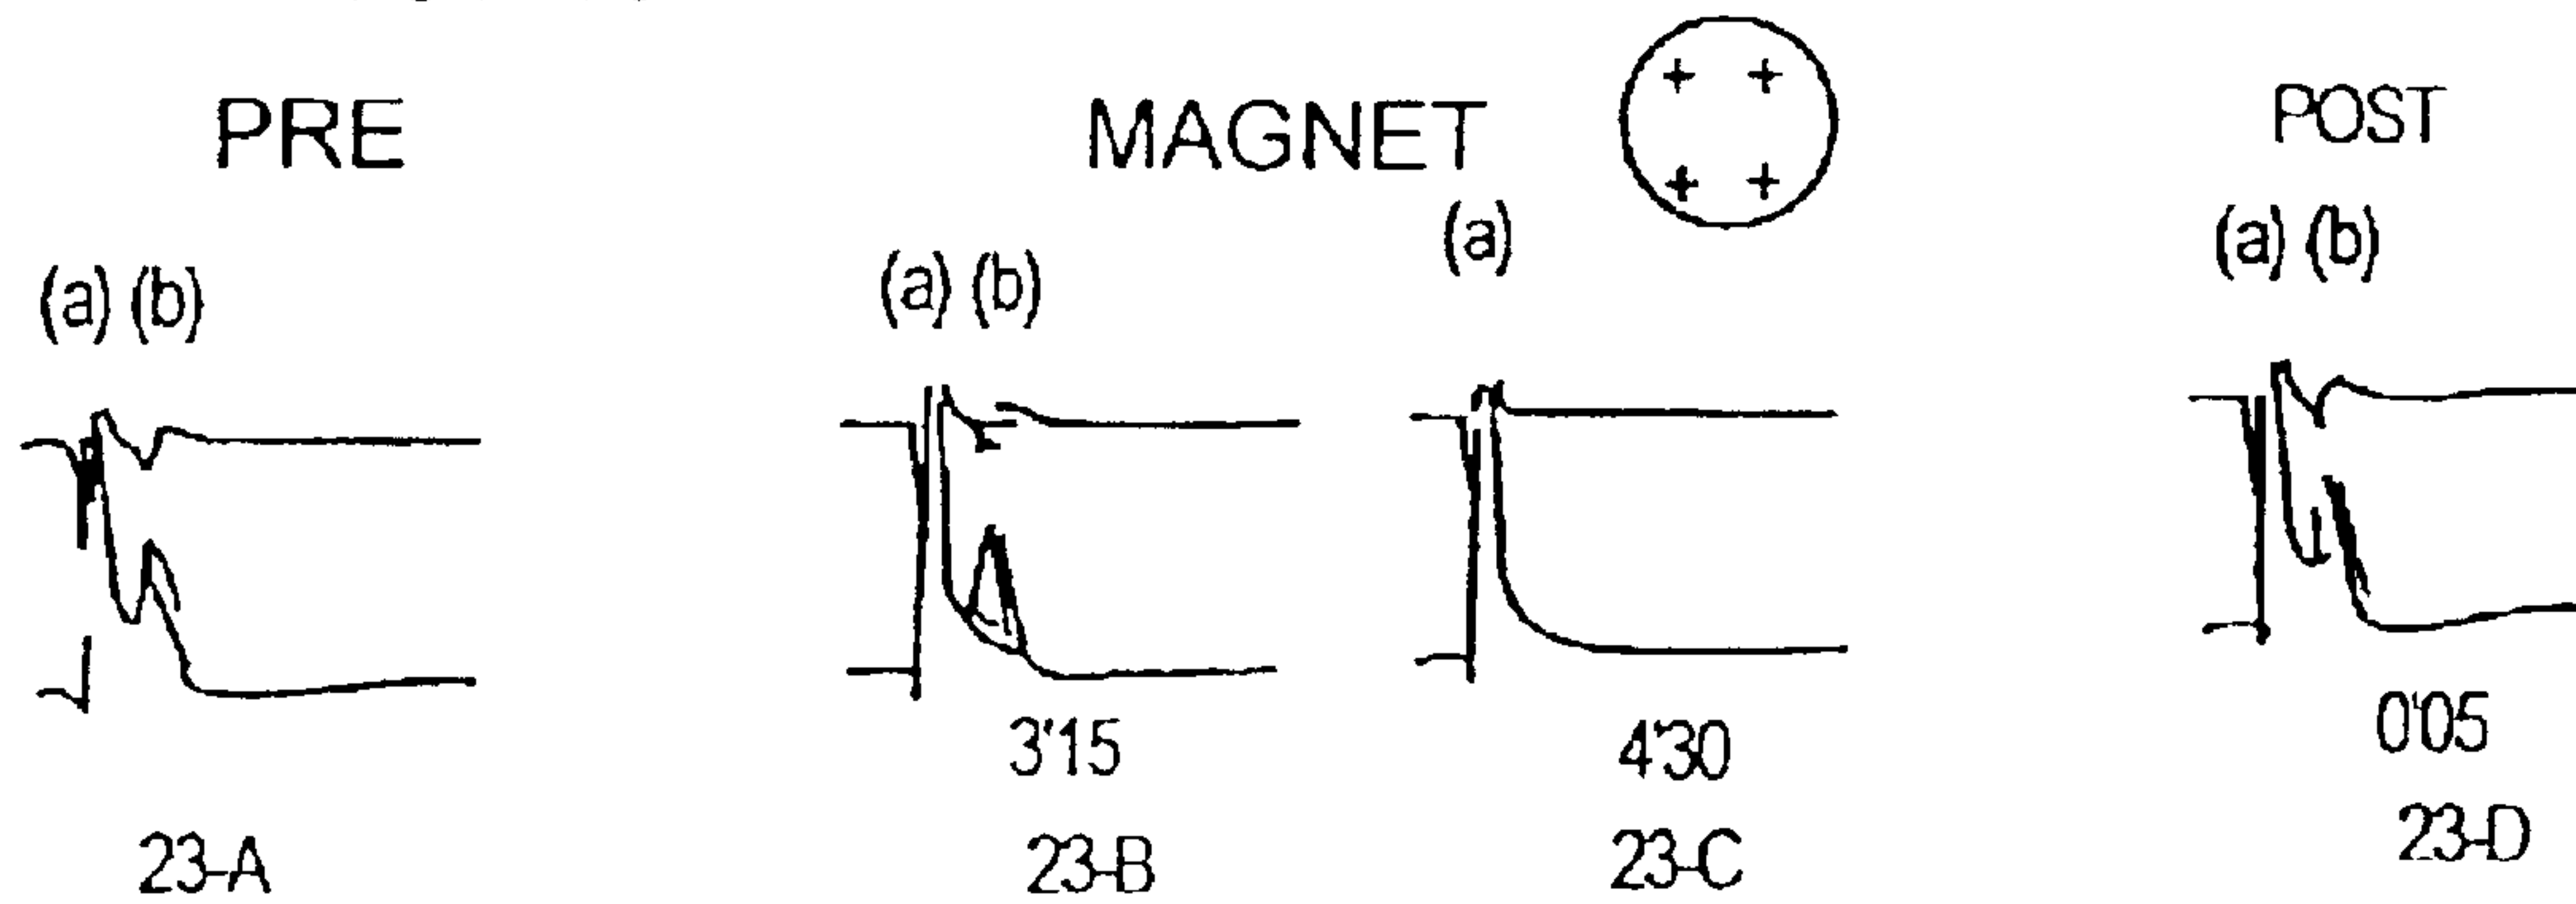 PRE MAGNET POST
+ +
+ +
(a) (b) (a) (b) (a) (a) (b)
3'15 4'30 0'05
23-A 23-B 23-C 23-D